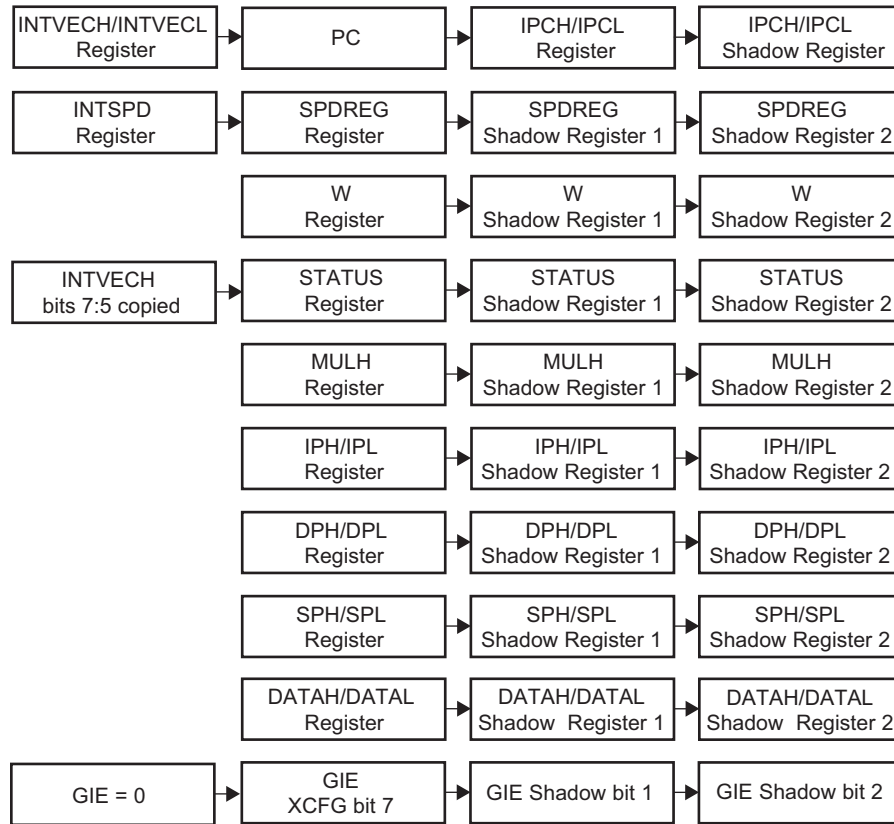 INTVECH/INTVECL
Register
PC
IPCH/IPCL
Register
IPCH/IPCL
Shadow Register
INTSPD
Register
SPDREG
Register
SPDREG
Shadow Register 1
SPDREG
Shadow Register 2
W
Register
W
Shadow Register 1
W
Shadow Register 2
INTVECH
bits 7:5 copied
STATUS
Register
STATUS
Shadow Register 1
STATUS
Shadow Register 2
MULH
Register
MULH
Shadow Register 1
MULH
Shadow Register 2
IPH/IPL
Register
IPH/IPL
Shadow Register 1
IPH/IPL
Shadow Register 2
DPH/DPL
Register
DPH/DPL
Shadow Register 1
DPH/DPL
Shadow Register 2
SPH/SPL
Register
SPH/SPL
Shadow Register 1
SPH/SPL
Shadow Register 2
DATAH/DATAL
Register
DATAH/DATAL
Shadow Register 1
DATAH/DATAL
Shadow Register 2
GIE = 0
GIE
XCFG bit 7
GIE Shadow bit 1
GIE Shadow bit 2